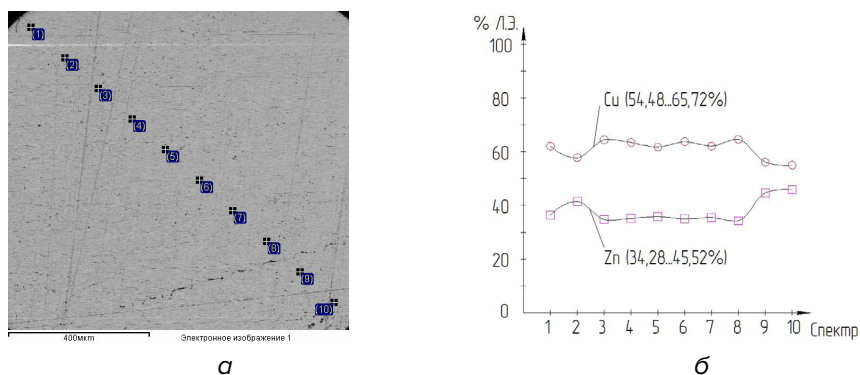 (1)
(2)
(3)
(4)
(5)
(6)
(7)
(8)
(9)
(10)
400мкm Электронное изображение 1
а
% /Л.Э.
100
80
60
40
20
0
Cu (54,48...65,72%)
Zn (34,28...45,52%)
1 2 3 4 5 6 7 8 9 10 Спектр
б